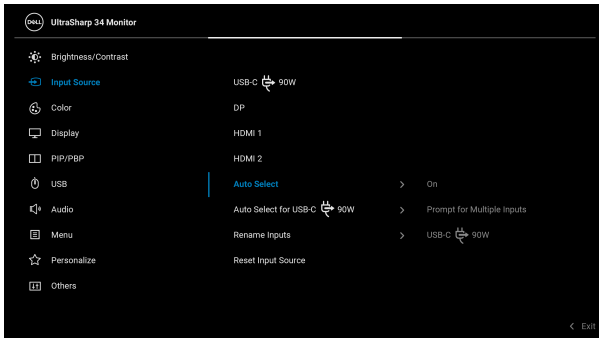 DELL UltraSharp 34 Monitor
Brightness/Contrast
Input Source USB-C 90W
Color DP
Display HDMI 1
PIP/PBP HDMI 2
USB Auto Select On
Audio Auto Select for USB-C 90W Prompt for Multiple Inputs
Menu Rename Inputs USB-C 90W
Personalize Reset Input Source
Others
Exit